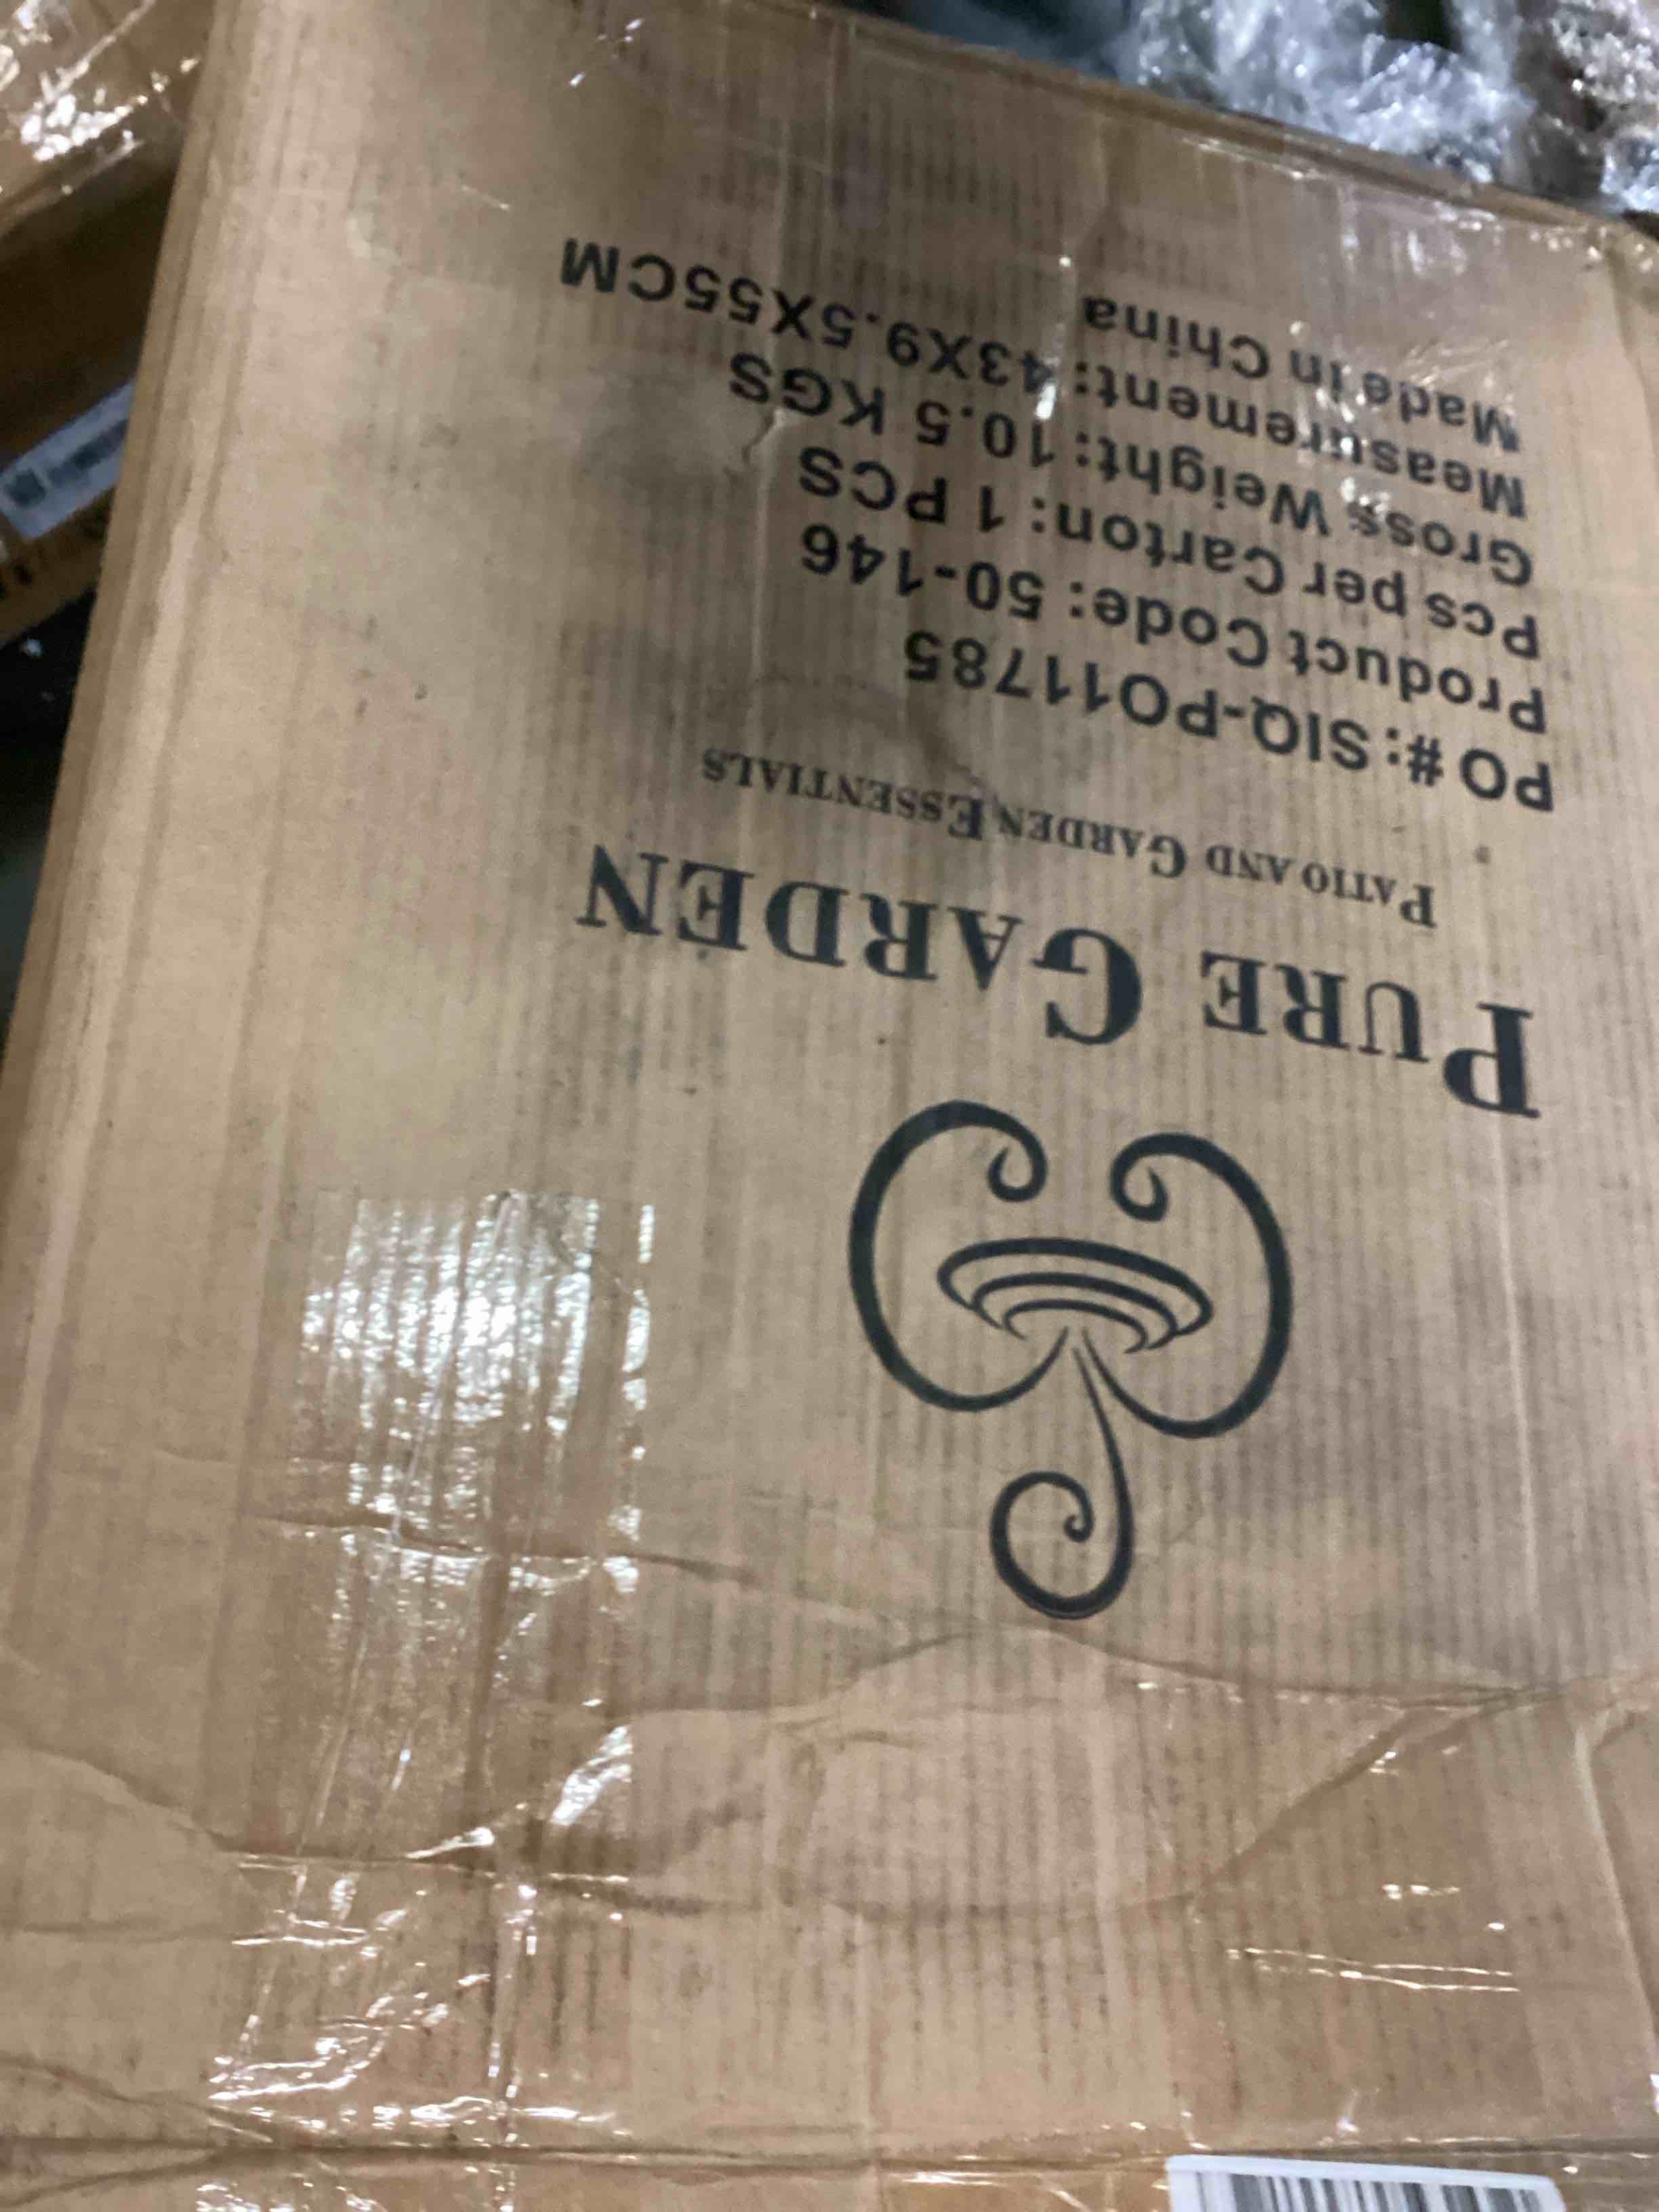 PURE GARDEN
PATIO AND GARDEN ESSENTIALS
PO #: SIQ-PO11785
Product Code: 50-146
Pcs per Carton: 1 PCS
Gross Weight: 10.5 KGS
Measurement: 43X9.5X55CM
Made in China